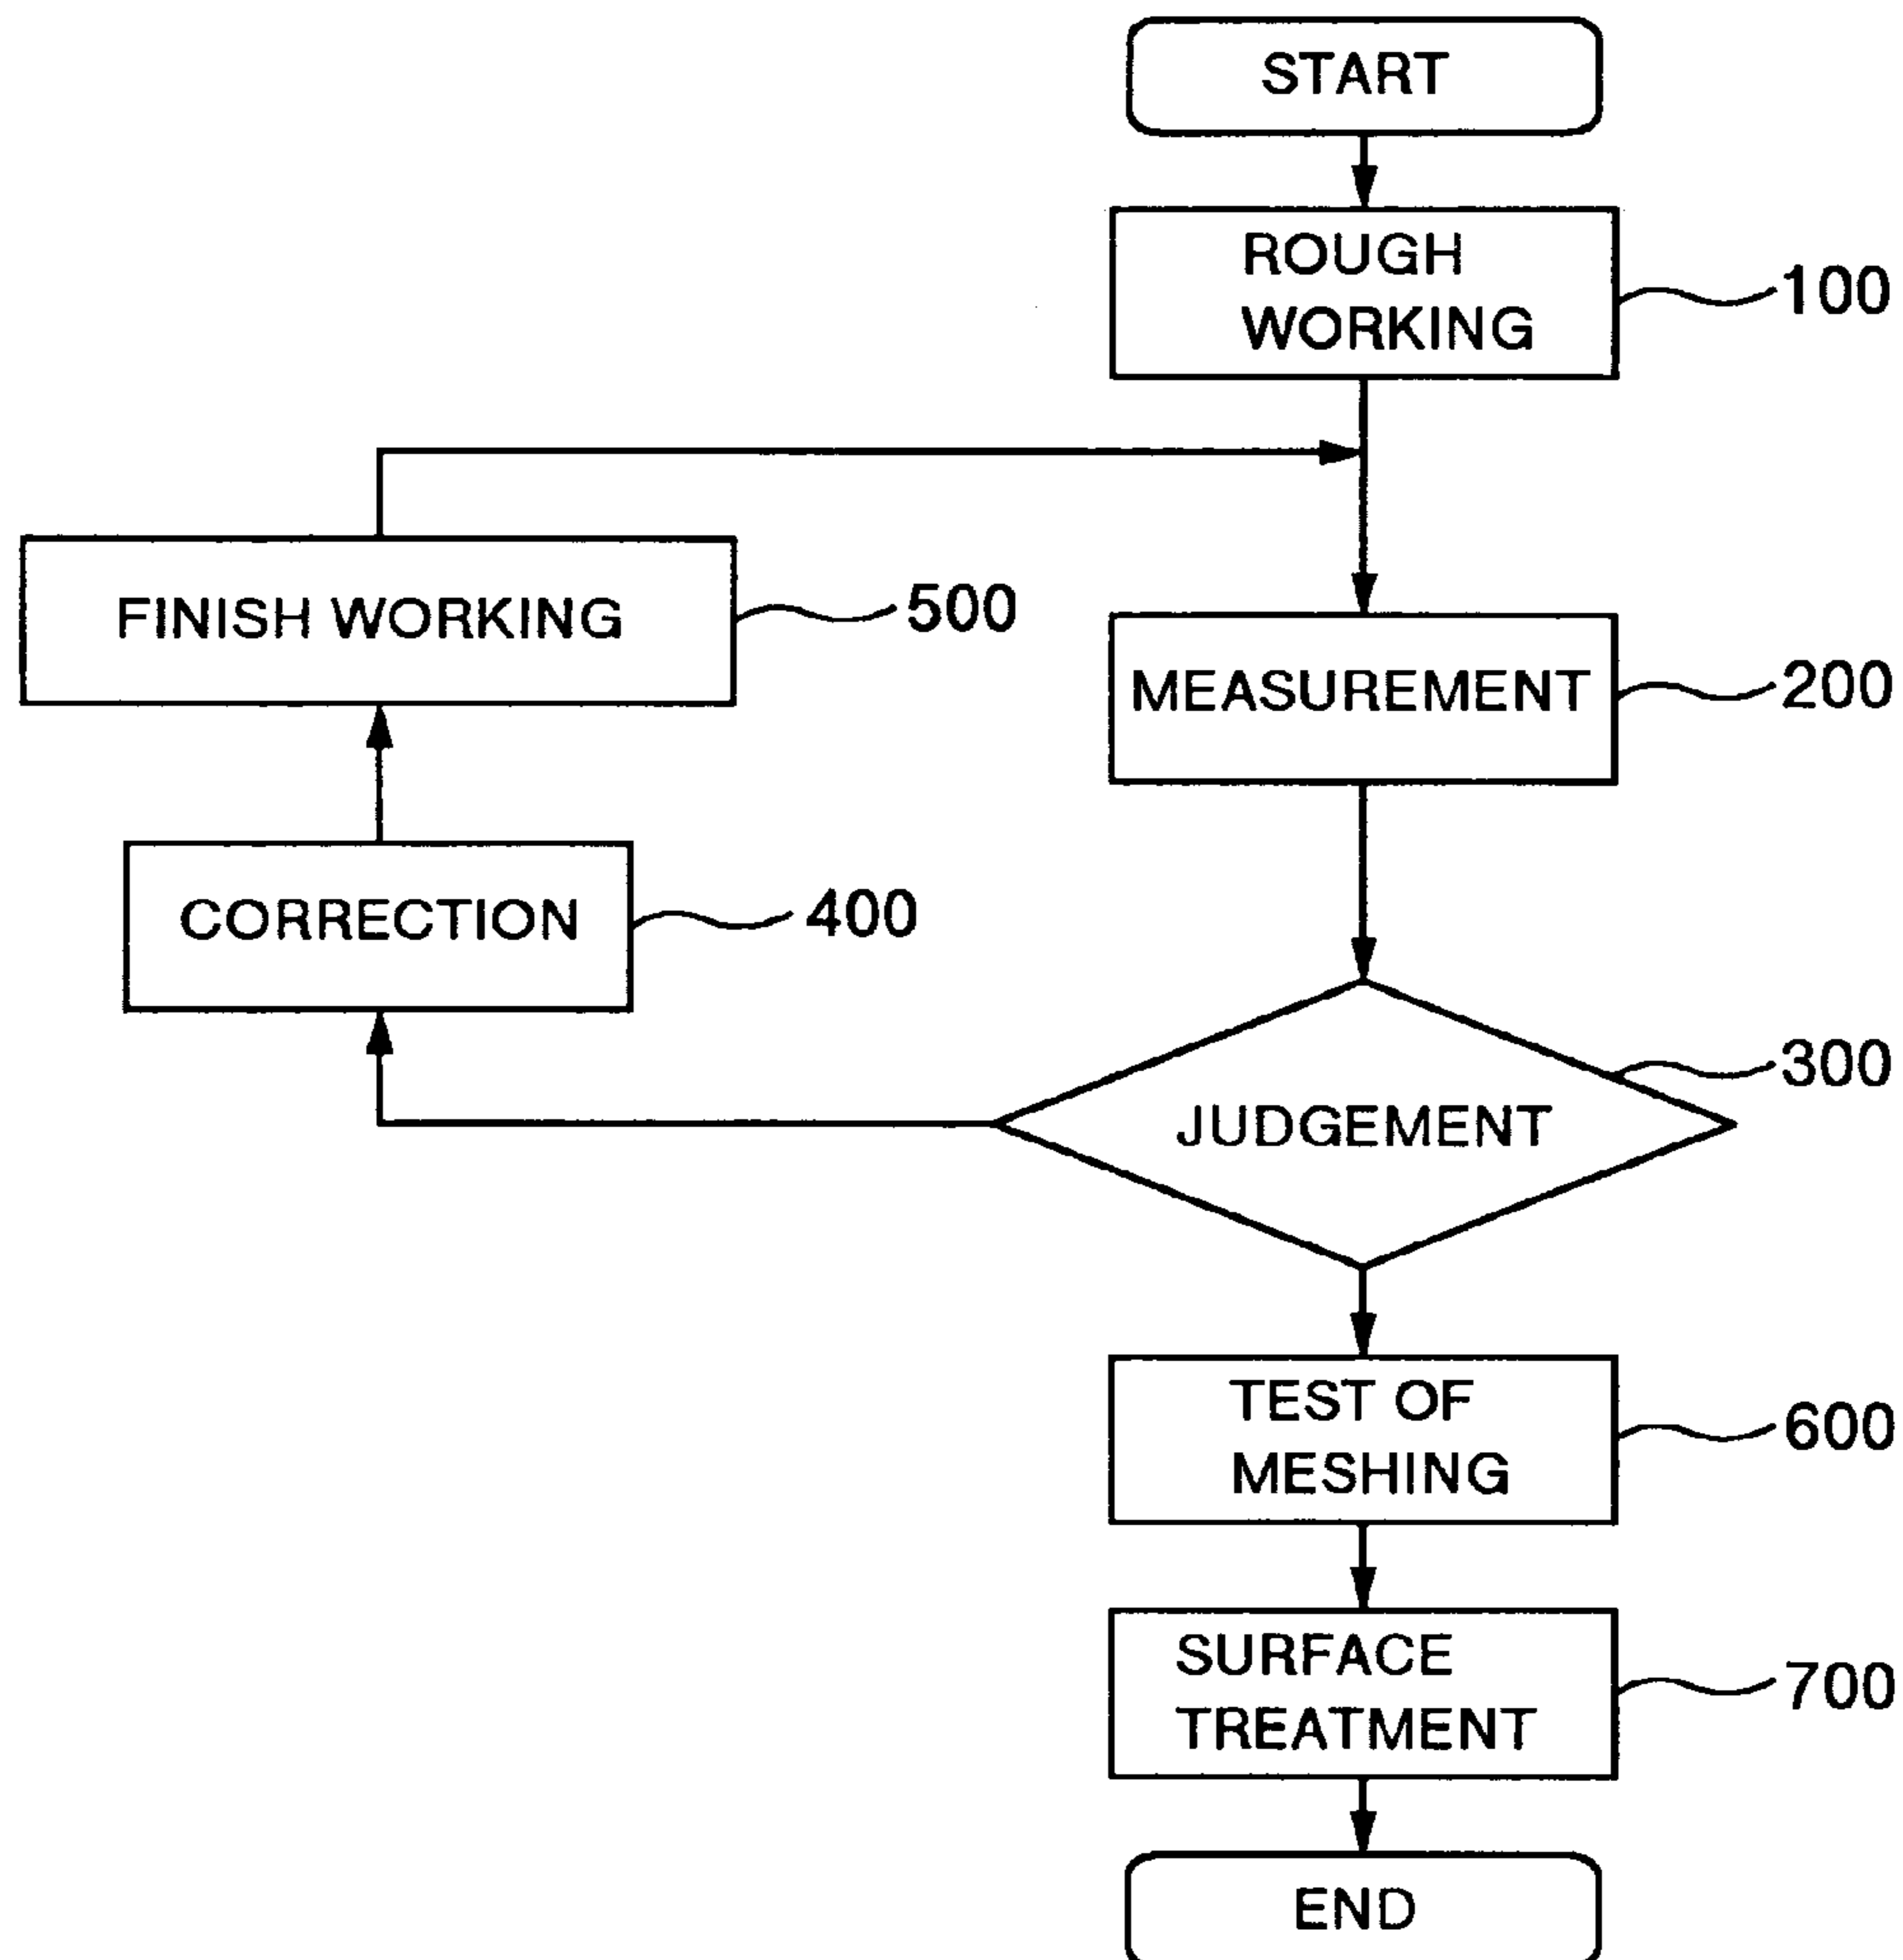 START
ROUGH
WORKING
100
FINISH WORKING
500
MEASUREMENT
200
CORRECTION
400
300
JUDGEMENT
TEST OF
MESHING
600
SURFACE
TREATMENT
700
END